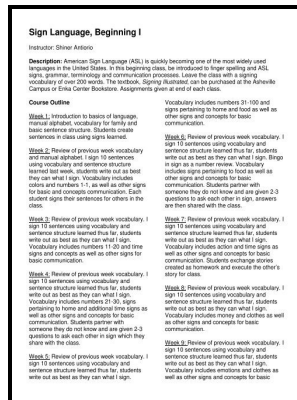 Sign Language, Beginning I
Instructor: Shiner Antiorio
Description: American Sign Language (ASL) is quickly becoming one of the most widely used
languages in the United States. In this beginning class, be introduced to finger spelling and ASL
signs, grammar, terminology and communication processes. Leave the class with a signing
vocabulary of over 200 words. The textbook, Signing Illustrated, can be purchased at the Asheville
Campus or Enka Center Bookstore. Assignments given at end of each class.
Course Outline
Week 1: Introduction to basics of language,
manual alphabet, vocabulary for family and
basic sentence structure. Students create
sentences in class using signs learned.
Week 2: Review of previous week vocabulary
and manual alphabet. I sign 10 sentences
using vocabulary and sentence structure
learned last week, students write out as best
they can what I sign. Vocabulary includes
colors and numbers 1-1, as well as other signs
for basic and concepts communication. Each
student signs their sentences for others in the
class.
Week 3: Review of previous week vocabulary. I
sign 10 sentences using vocabulary and
sentence structure learned thus far, students
write out as best as they can what I sign.
Vocabulary includes numbers 11-20 and time
signs and concepts as well as other signs for
basic communication.
Week 4: Review of previous week vocabulary. I
sign 10 sentences using vocabulary and
sentence structure learned thus far, students
write out as best as they can what I sign.
Vocabulary includes numbers 21-30, signs
pertaining to home and additional time signs as
well as other signs and concepts for basic
communication. Students partner with
someone they do not know and are given 2-3
questions to ask each other in sign which they
share with the class.
Week 5: Review of previous week vocabulary. I
sign 10 sentences using vocabulary and
sentence structure learned thus far, students
write out as best as they can what I sign.
Vocabulary includes numbers 31-100 and
signs pertaining to home and food as well as
other signs and concepts for basic
communication.
Week 6: Review of previous week vocabulary. I
sign 10 sentences using vocabulary and
sentence structure learned thus far, students
write out as best as they can what I sign. Bingo
in sign as a number review. Vocabulary
includes signs pertaining to food as well as
other signs and concepts for basic
communication. Students partner with
someone they do know and are given 2-3
questions to ask each other in sign, answers
are then shared with the class.
Week 7: Review of previous week vocabulary. I
sign 10 sentences using vocabulary and
sentence structure learned thus far, students
write out as best as they can what I sign.
Vocabulary includes action and time signs as
well as other signs and concepts for basic
communication. Students exchange stories
created as homework and execute the other's
story for class.
Week 8: Review of previous week vocabulary. I
sign 10 sentences using vocabulary and
sentence structure learned thus far, students
write out as best as they can what I sign.
Vocabulary includes money and clothes as
well as other signs and concepts for basic
communication.
Week 9: Review of previous week vocabulary. I
sign 10 sentences using vocabulary and
sentence structure learned thus far, students
write out as best as they can what I sign.
Vocabulary includes emotions and clothes as
well as other signs and concepts for basic